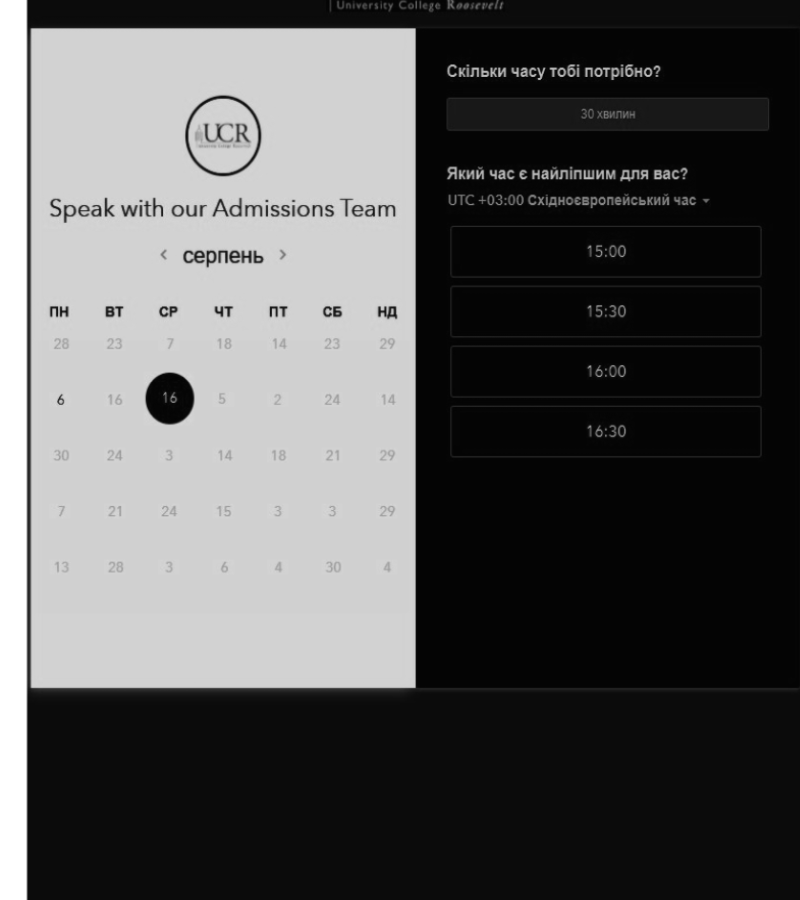 | University College Roosevelt
UCR
Speak with our Admissions Team
< серпень >
ПН ВТ СР ЧТ ПТ СБ НД
28 23 7 18 14 23 29
6 16 16 5 2 24 14
30 24 3 14 18 21 29
7 21 24 15 3 3 29
13 28 3 6 4 30 4
Скільки часу тобі потрібно?
30 хвилин
Який час є найліпшим для вас?
UTC +03:00 Східноєвропейський час
15:00
15:30
16:00
16:30